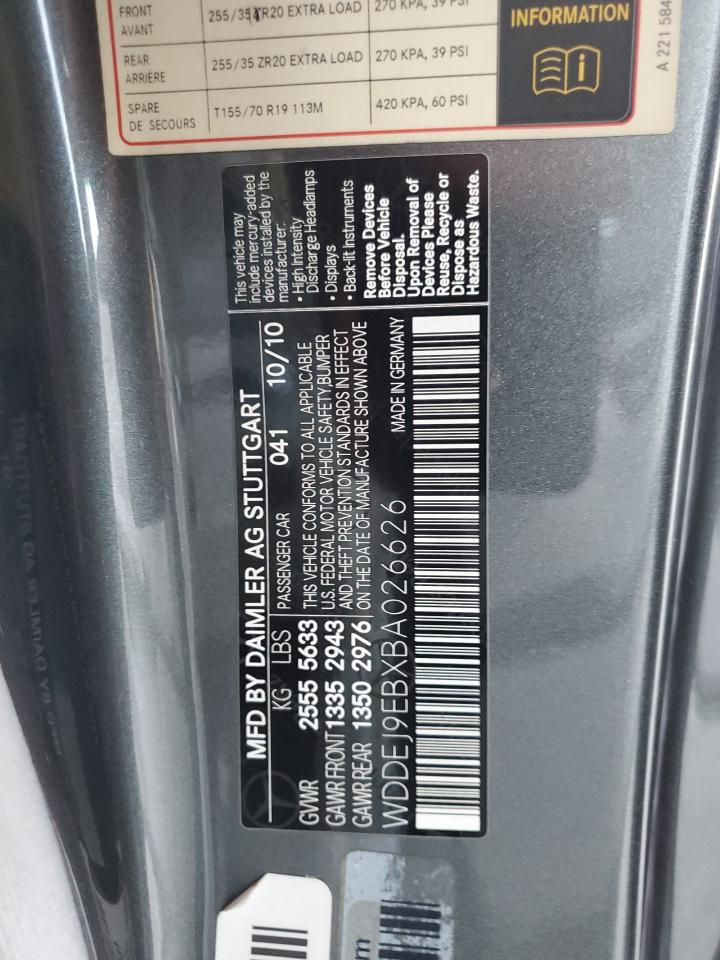 FRONT
AVANT
255/35 ZR20 EXTRA LOAD
270 KPA, 39 PSI
REAR
ARRIÈRE
255/35 ZR20 EXTRA LOAD
270 KPA, 39 PSI
SPARE
DE SECOURS
T155/70 R19 113M
420 KPA, 60 PSI
INFORMATION
A 221 584
MFD BY DAIMLER AG STUTTGART
KG LBS PASSENGER CAR 041 10/10
GVWR 2555 5633
GAWR FRONT 1335 2943
GAWR REAR 1350 2976
THIS VEHICLE CONFORMS TO ALL APPLICABLE
U.S. FEDERAL MOTOR VEHICLE SAFETY,BUMPER
AND THEFT PREVENTION STANDARDS IN EFFECT
ON THE DATE OF MANUFACTURE SHOWN ABOVE
WDDEJ9EBXBA026626
MADE IN GERMANY
This vehicle may
include mercury-added
devices installed by the
manufacturer:
• High Intensity
Discharge Headlamps
• Displays
• Back-lit Instruments
Remove Devices
Before Vehicle
Disposal.
Upon Removal of
Devices Please
Reuse, Recycle or
Dispose as
Hazardous Waste.